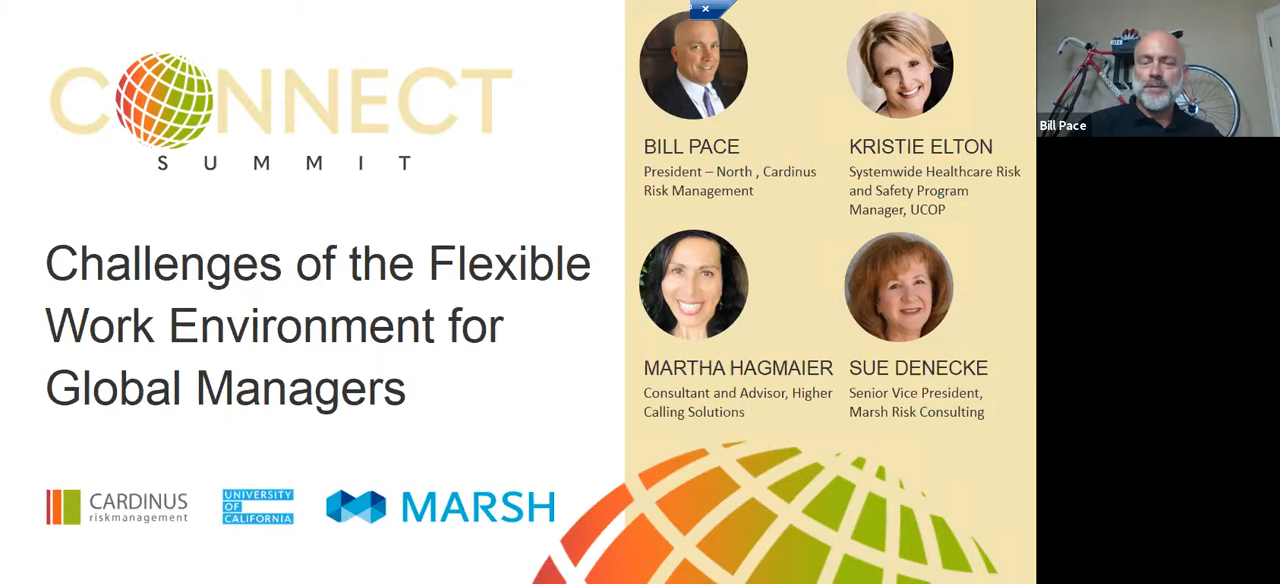 CONNECT
SUMMIT
Challenges of the Flexible
Work Environment for
Global Managers
CARDINUS
riskmanagement
UNIVERSITY
OF
CALIFORNIA
MARSH
BILL PACE
President – North , Cardinus
Risk Management
KRISTIE ELTON
Systemwide Healthcare Risk
and Safety Program
Manager, UCOP
MARTHA HAGMAIER
Consultant and Advisor, Higher
Calling Solutions
SUE DENECKE
Senior Vice President,
Marsh Risk Consulting
Bill Pace